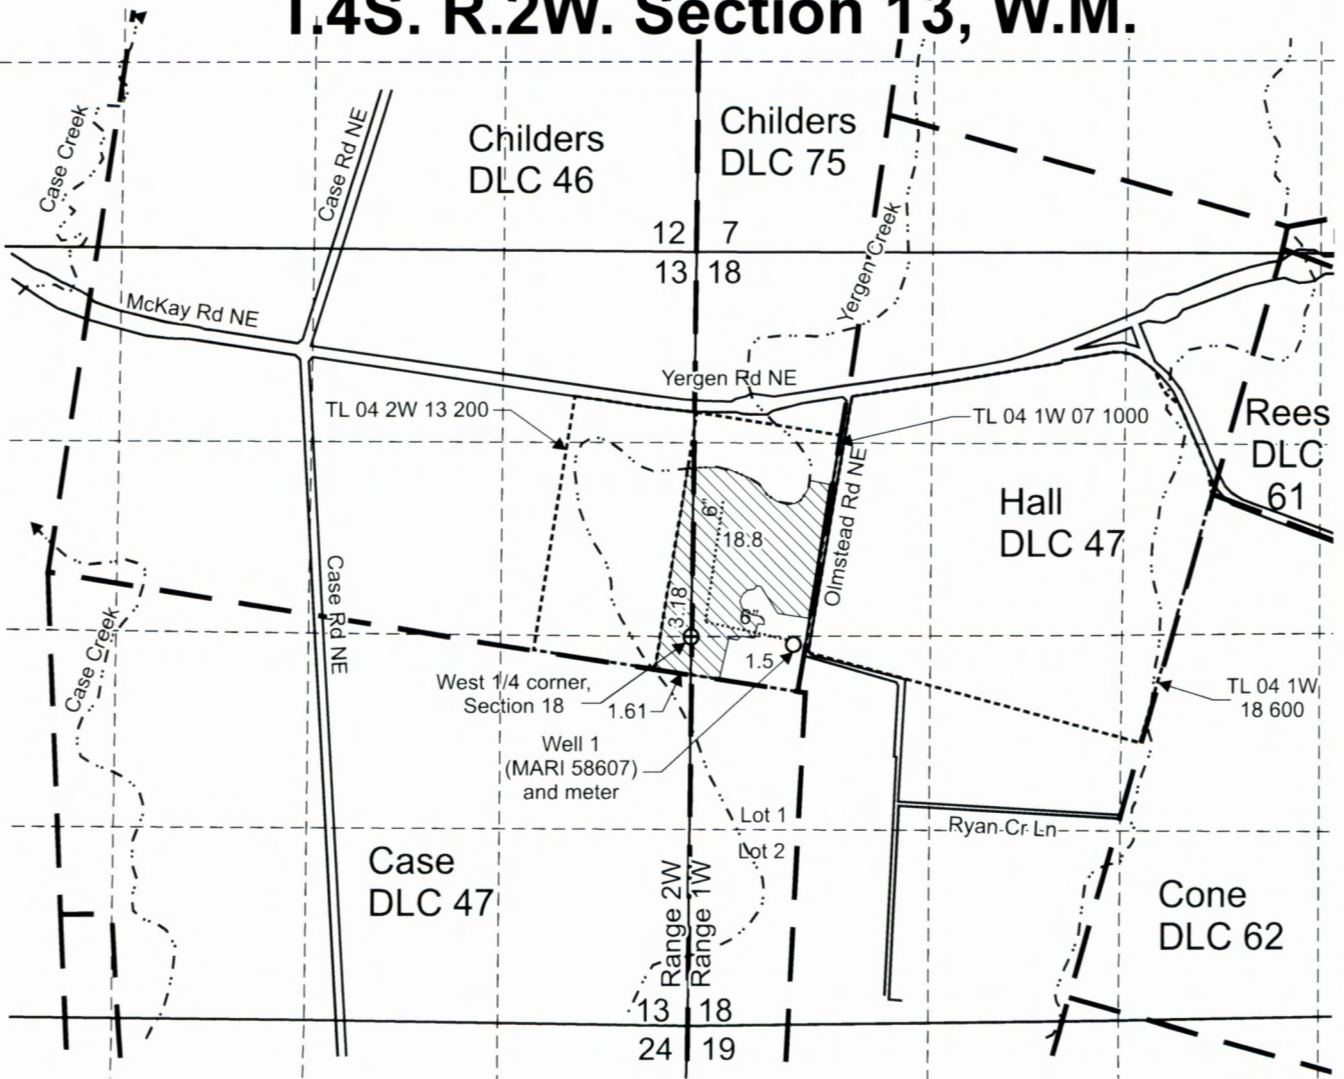 T.4S. R.2W. Section 13, W.M.
Case Creek
Case Rd NE
Childers
DLC 46
Childers
DLC 75
Yergen Creek
12 7
13 18
McKay Rd NE
Yergen Rd NE
TL 04 2W 13 200
TL 04 1W 07 1000
Rees
DLC
61
Hall
DLC 47
6"
18.8
Olmstead Rd NE
Case Rd NE
3.18
6"
1.5
Case Creek
West 1/4 corner,
Section 18
1.61
TL 04 1W
18 600
Well 1
(MARI 58607)
and meter
Lot 1
Lot 2
Ryan Cr Ln
Case
DLC 47
Range 2W
Range 1W
Cone
DLC 62
13 18
24 19